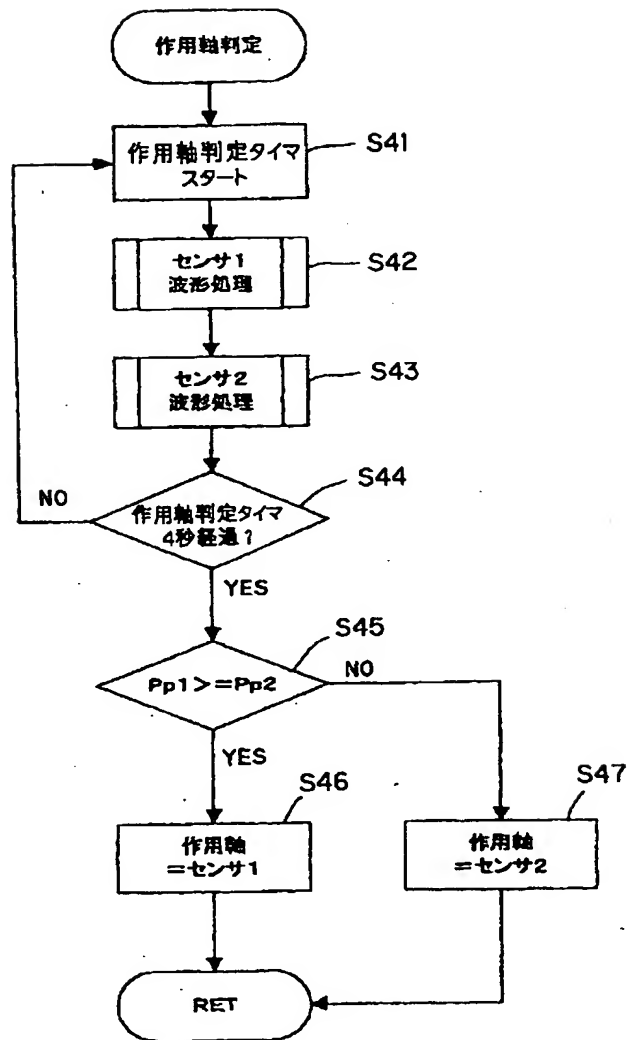 作用軸判定
作用軸判定タイマ
スタート
S41
センサ1
波形処理
S42
センサ2
波形処理
S43
S44
NO
作用軸判定タイマ
4秒経過?
YES
S45
Pp1>=Pp2
NO
YES
S46
S47
作用軸
=センサ1
作用軸
=センサ2
RET